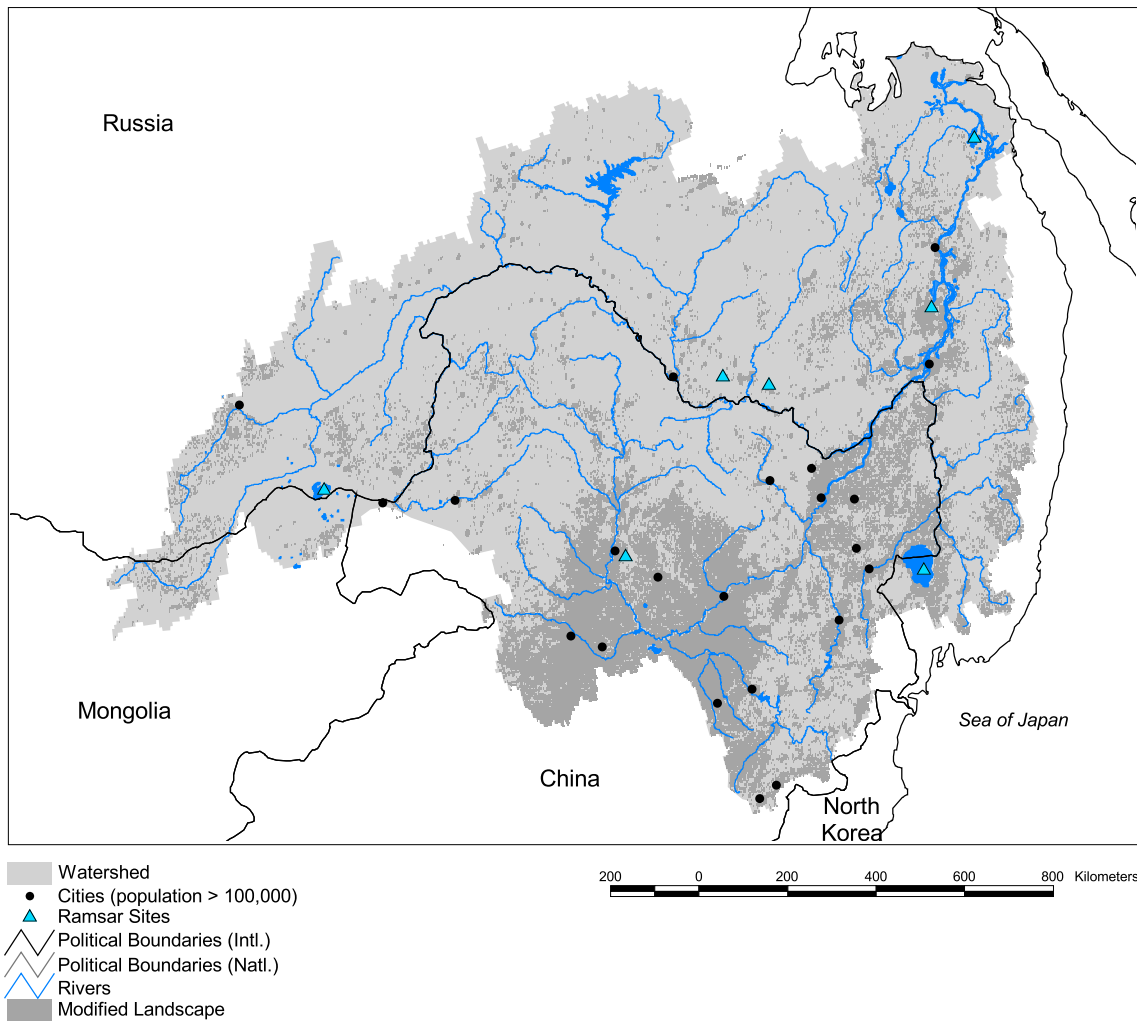 Russia
Mongolia
China
Sea of Japan
North
Korea
Watershed
Cities (population > 100,000)
Ramsar Sites
Political Boundaries (Intl.)
Political Boundaries (Natl.)
Rivers
Modified Landscape
200 0 200 400 600 800 Kilometers